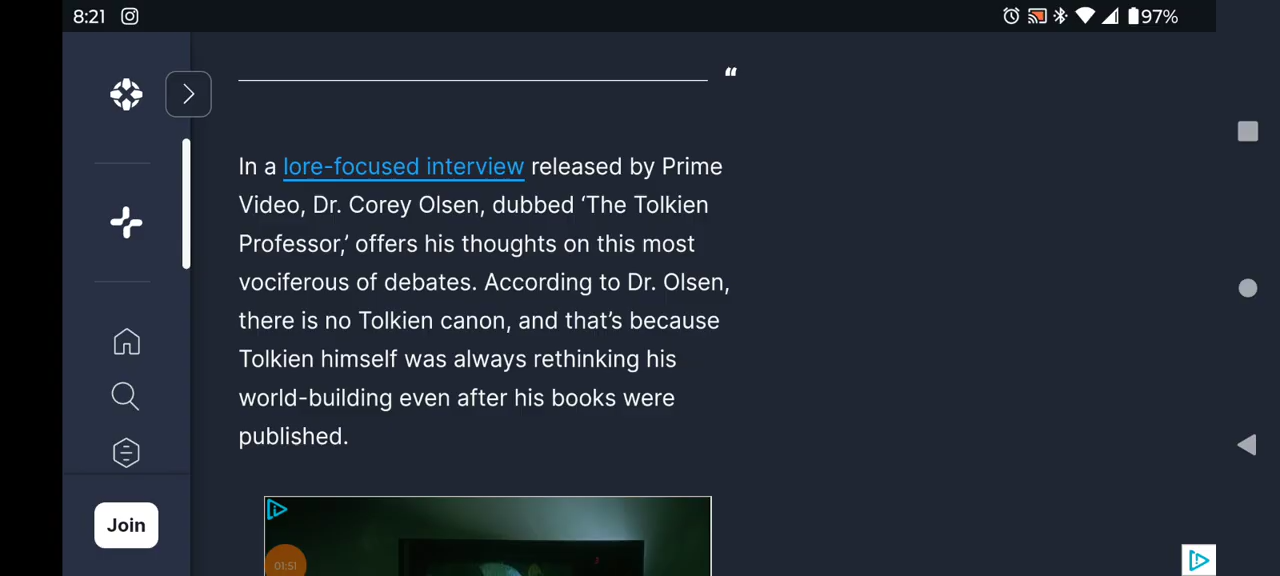 8:21
97%
“
In a lore-focused interview released by Prime
Video, Dr. Corey Olsen, dubbed ‘The Tolkien
Professor,’ offers his thoughts on this most
vociferous of debates. According to Dr. Olsen,
there is no Tolkien canon, and that’s because
Tolkien himself was always rethinking his
world-building even after his books were
published.
Join
01:51